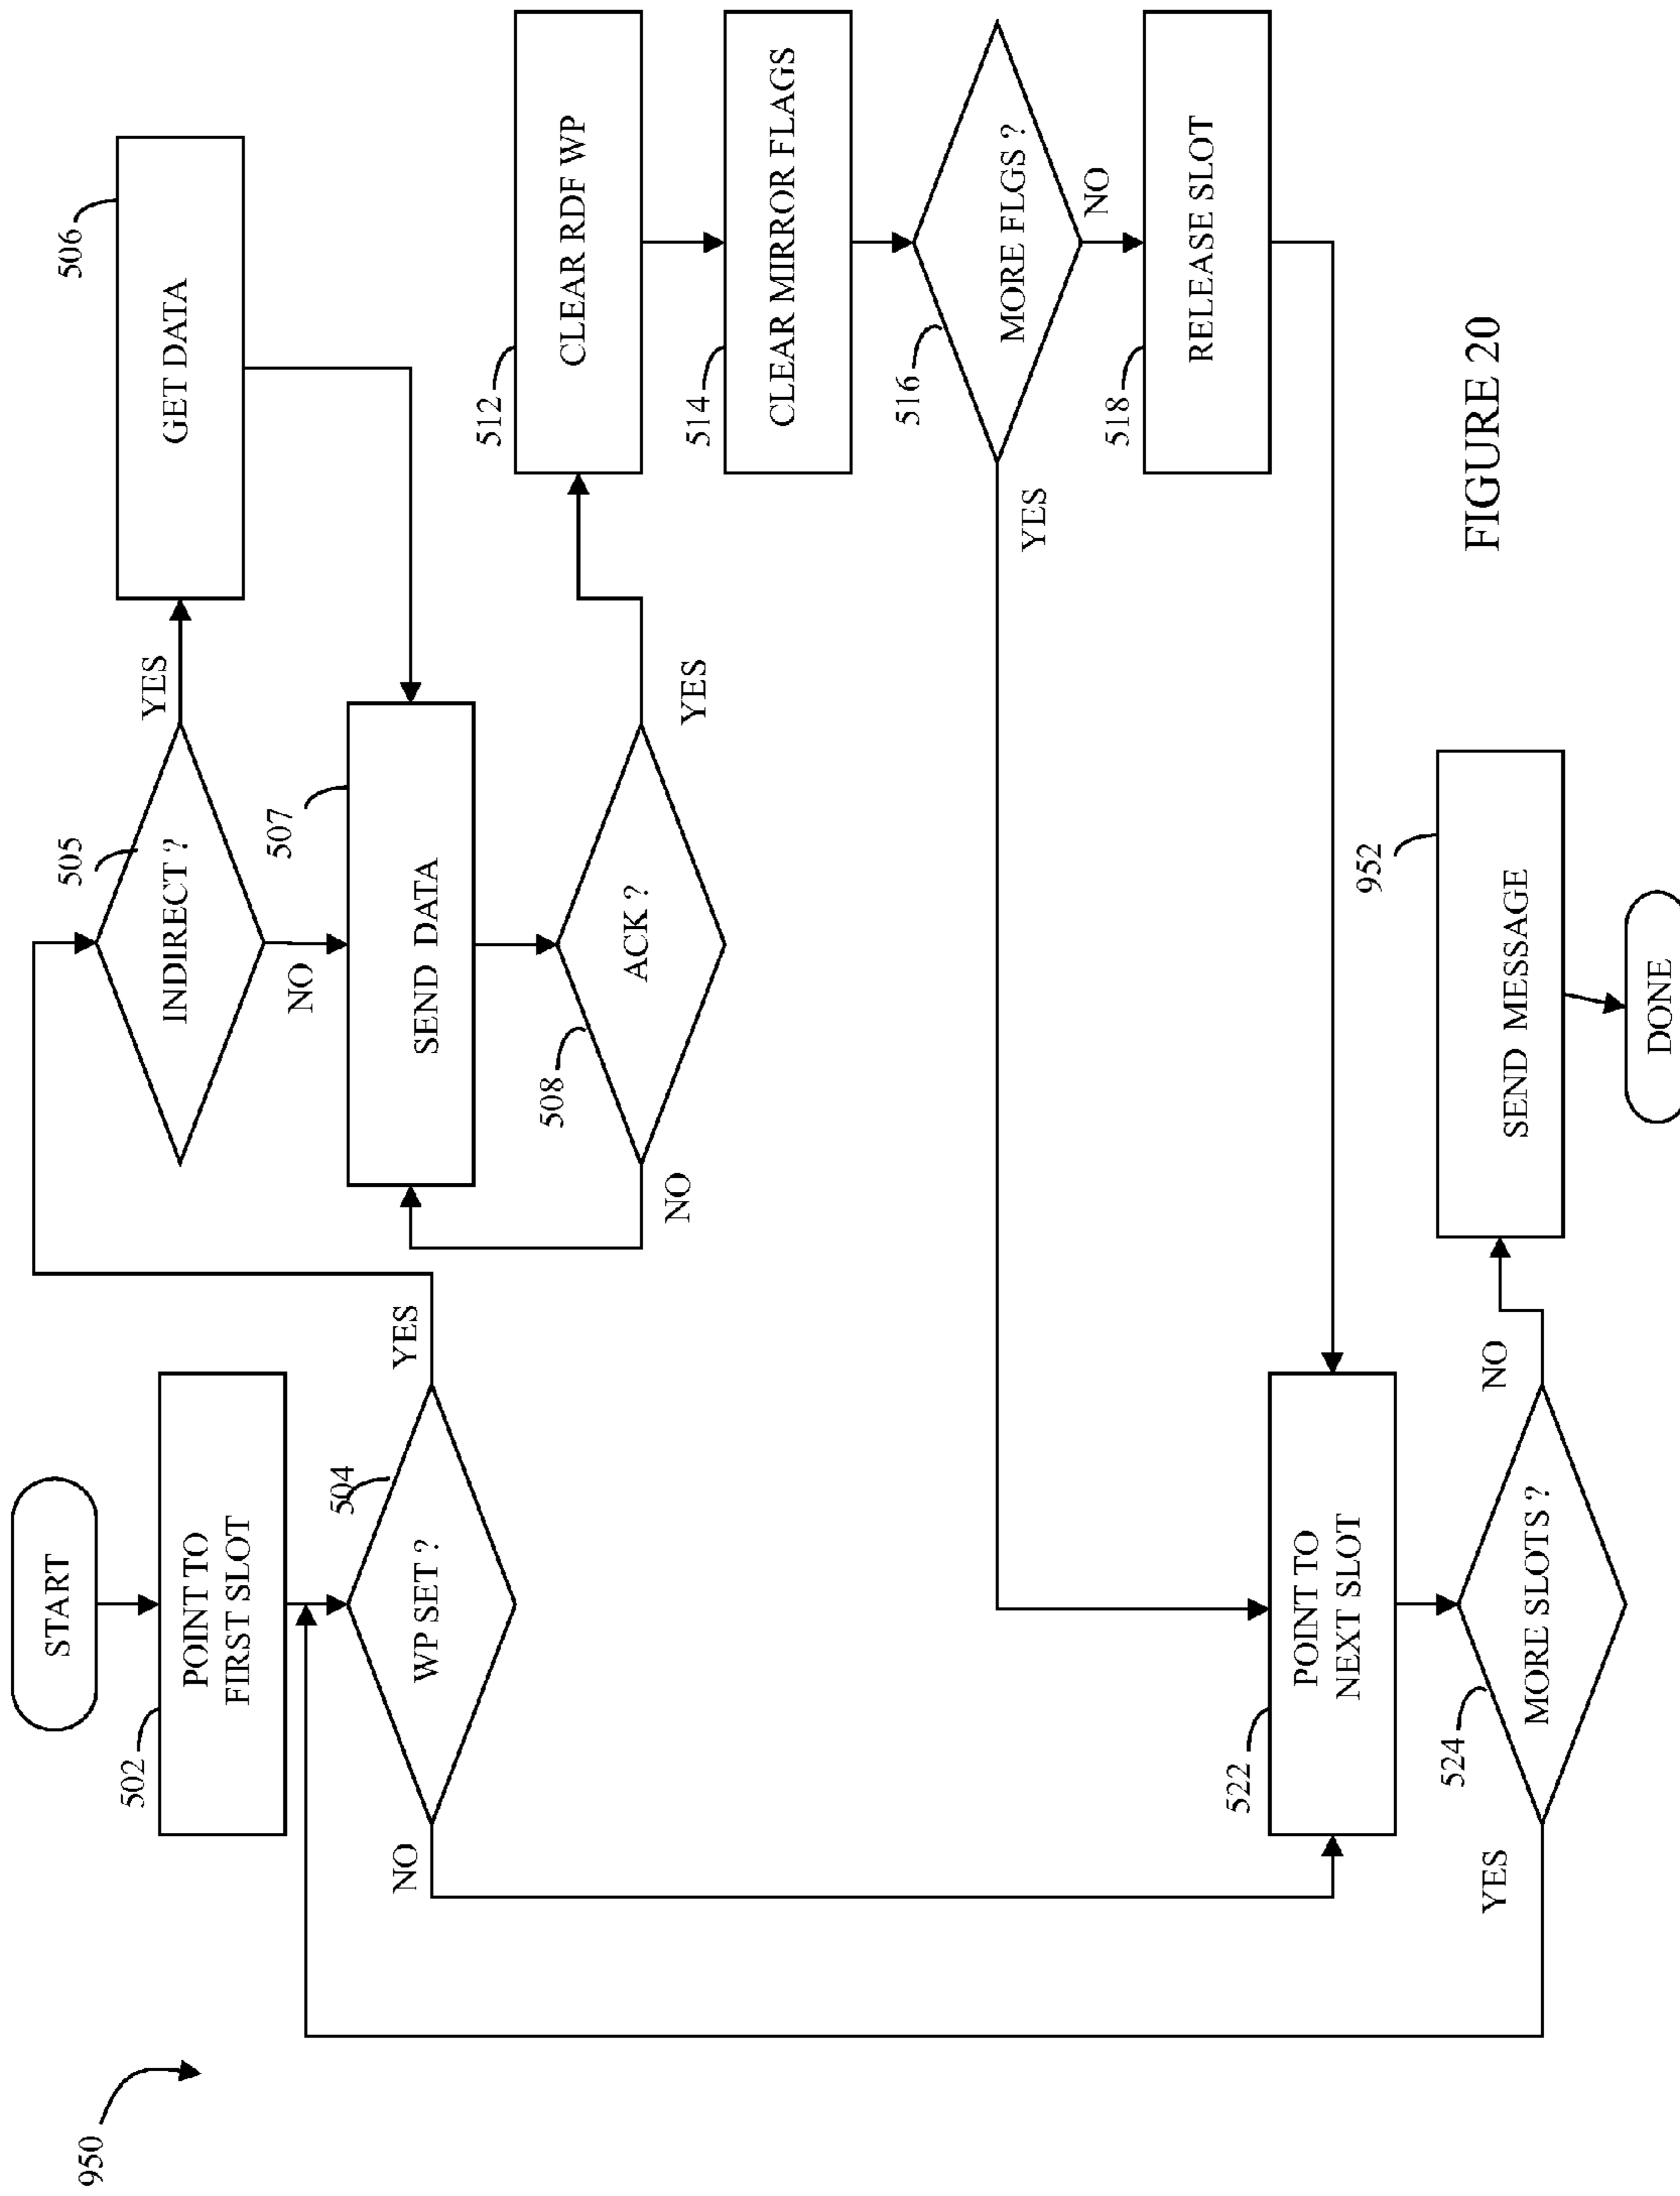 950
START
502
POINT TO
FIRST SLOT
504
WP SET ?
YES
NO
505
INDIRECT ?
YES
NO
506
GET DATA
507
SEND DATA
508
ACK ?
YES
NO
512
CLEAR RDF WP
514
CLEAR MIRROR FLAGS
516
MORE FLGS ?
YES
NO
518
RELEASE SLOT
522
POINT TO
NEXT SLOT
524
MORE SLOTS ?
YES
NO
952
SEND MESSAGE
DONE
FIGURE 20